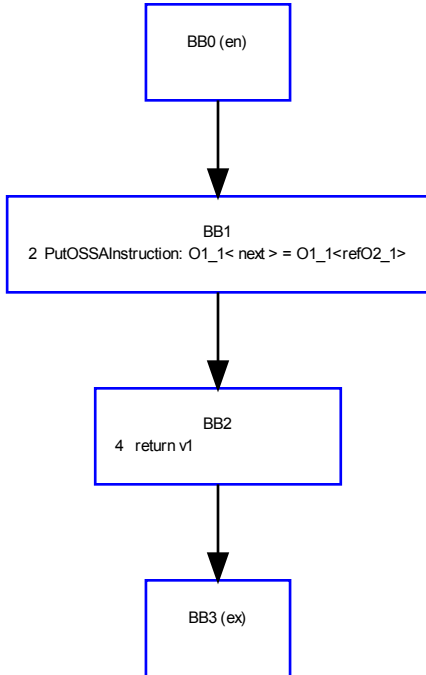 BB0 (en)
BB1
2 PutOSSAInstruction: O1_1< next > = O1_1<refO2_1>
BB2
4 return v1
BB3 (ex)